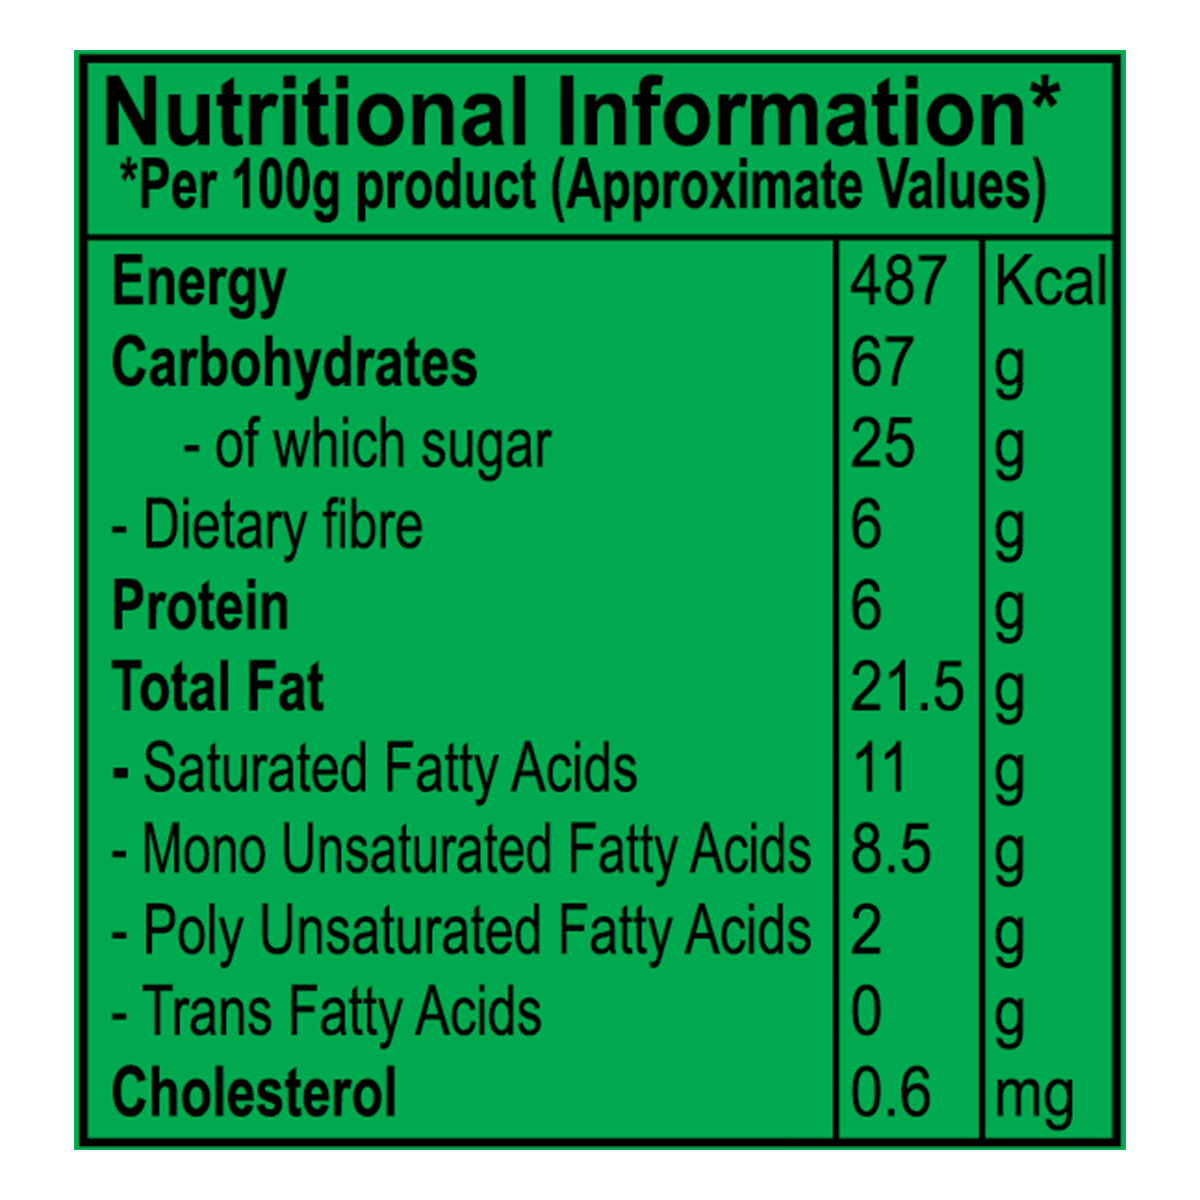 Nutritional Information*
*Per 100g product (Approximate Values)
Energy 487 Kcal
Carbohydrates 67 g
- of which sugar 25 g
- Dietary fibre 6 g
Protein 6 g
Total Fat 21.5 g
- Saturated Fatty Acids 11 g
- Mono Unsaturated Fatty Acids 8.5 g
- Poly Unsaturated Fatty Acids 2 g
- Trans Fatty Acids 0 g
Cholesterol 0.6 mg